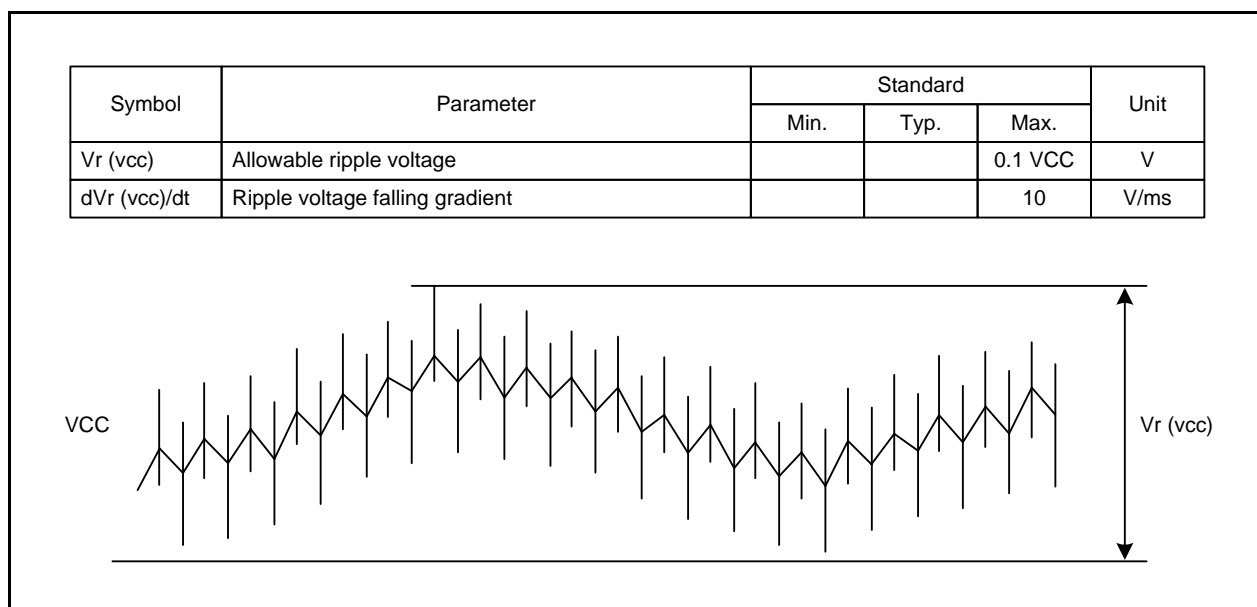 Symbol Parameter Standard Unit
Min. Typ. Max.
Vr (vcc) Allowable ripple voltage 0.1 VCC V
dVr (vcc)/dt Ripple voltage falling gradient 10 V/ms
VCC
Vr (vcc)